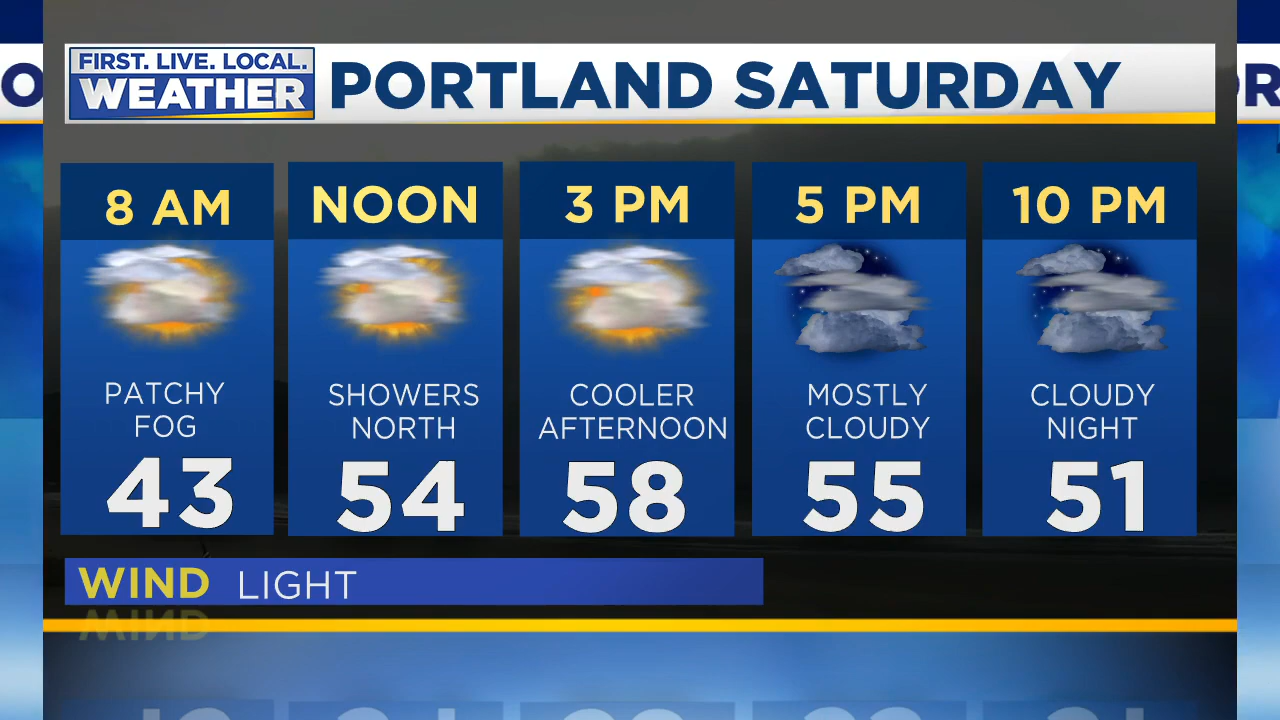 FIRST. LIVE. LOCAL.
WEATHER
PORTLAND SATURDAY
8 AM
PATCHY
FOG
43
NOON
SHOWERS
NORTH
54
3 PM
COOLER
AFTERNOON
58
5 PM
MOSTLY
CLOUDY
55
10 PM
CLOUDY
NIGHT
51
WIND LIGHT